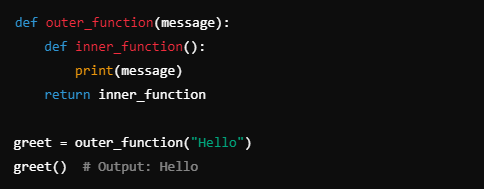 def outer_function(message):
    def inner_function():
        print(message)
    return inner_function

greet = outer_function("Hello")
greet()  # Output: Hello